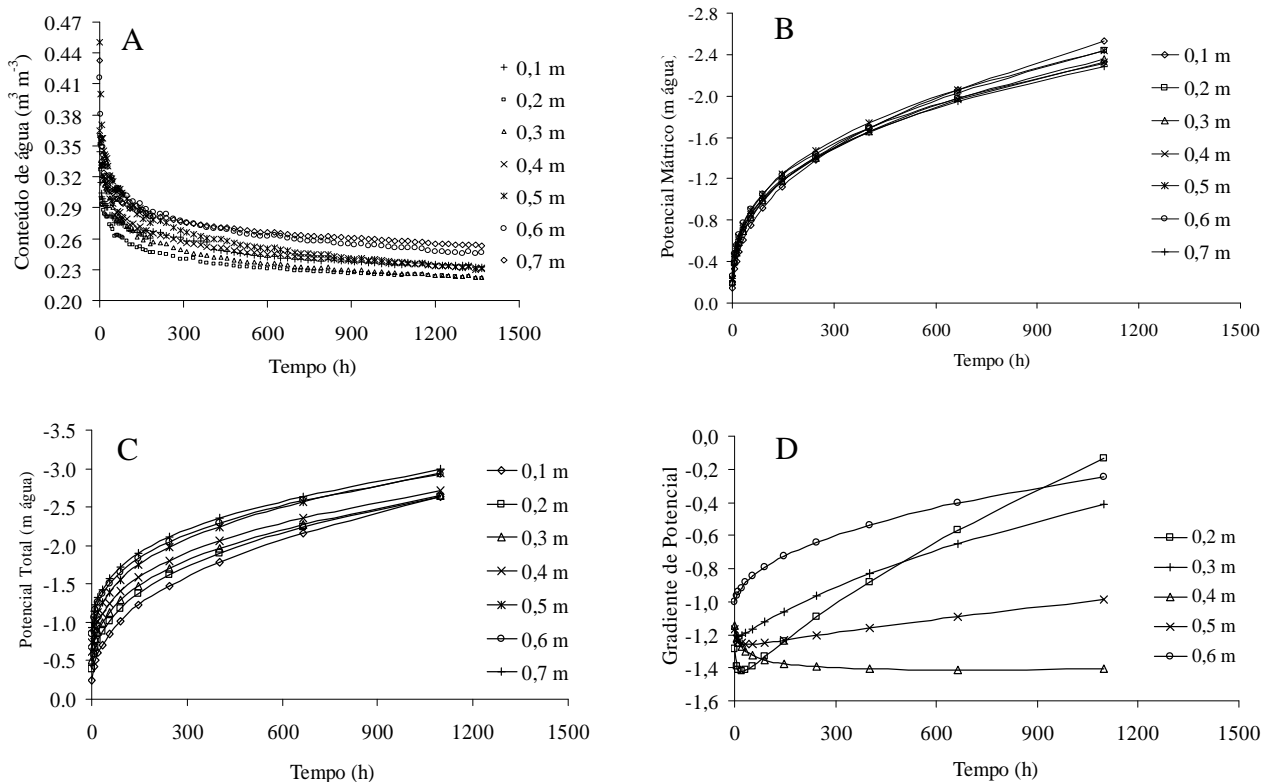 A
Conteúdo de água (m³ m⁻³)
0.47
0.44
0.41
0.38
0.35
0.32
0.29
0.26
0.23
0.20
0 300 600 900 1200 1500
Tempo (h)
0,1 m
0,2 m
0,3 m
0,4 m
0,5 m
0,6 m
0,7 m
B
Potencial Mátrico (m água)
-2.8
-2.4
-2.0
-1.6
-1.2
-0.8
-0.4
0.0
0 300 600 900 1200 1500
Tempo (h)
0,1 m
0,2 m
0,3 m
0,4 m
0,5 m
0,6 m
0,7 m
C
Potencial Total (m água)
-3.5
-3.0
-2.5
-2.0
-1.5
-1.0
-0.5
0.0
0 300 600 900 1200 1500
Tempo (h)
0,1 m
0,2 m
0,3 m
0,4 m
0,5 m
0,6 m
0,7 m
D
Gradiente de Potencial
0,0
-0,2
-0,4
-0,6
-0,8
-1,0
-1,2
-1,4
-1,6
0 300 600 900 1200 1500
Tempo (h)
0,2 m
0,3 m
0,4 m
0,5 m
0,6 m